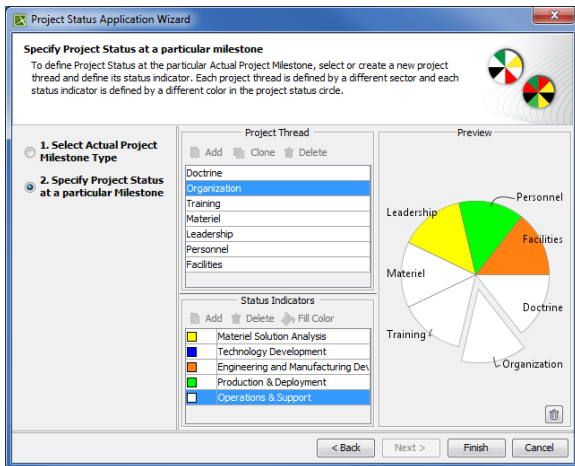 Project Status Application Wizard
Specify Project Status at a particular milestone
To define Project Status at the particular Actual Project Milestone, select or create a new project
thread and define its status indicator. Each project thread is defined by a different sector and each
status indicator is defined by a different color in the project status circle.
1. Select Actual Project
Milestone Type
2. Specify Project Status
at a particular Milestone
Project Thread
Add Clone Delete
Doctrine
Organization
Training
Materiel
Leadership
Personnel
Facilities
Status Indicators
Add Delete Fill Color
Materiel Solution Analysis
Technology Development
Engineering and Manufacturing Dev
Production & Deployment
Operations & Support
Preview
Personnel
Leadership
Facilities
Materiel
Doctrine
Training
Organization
< Back Next > Finish Cancel